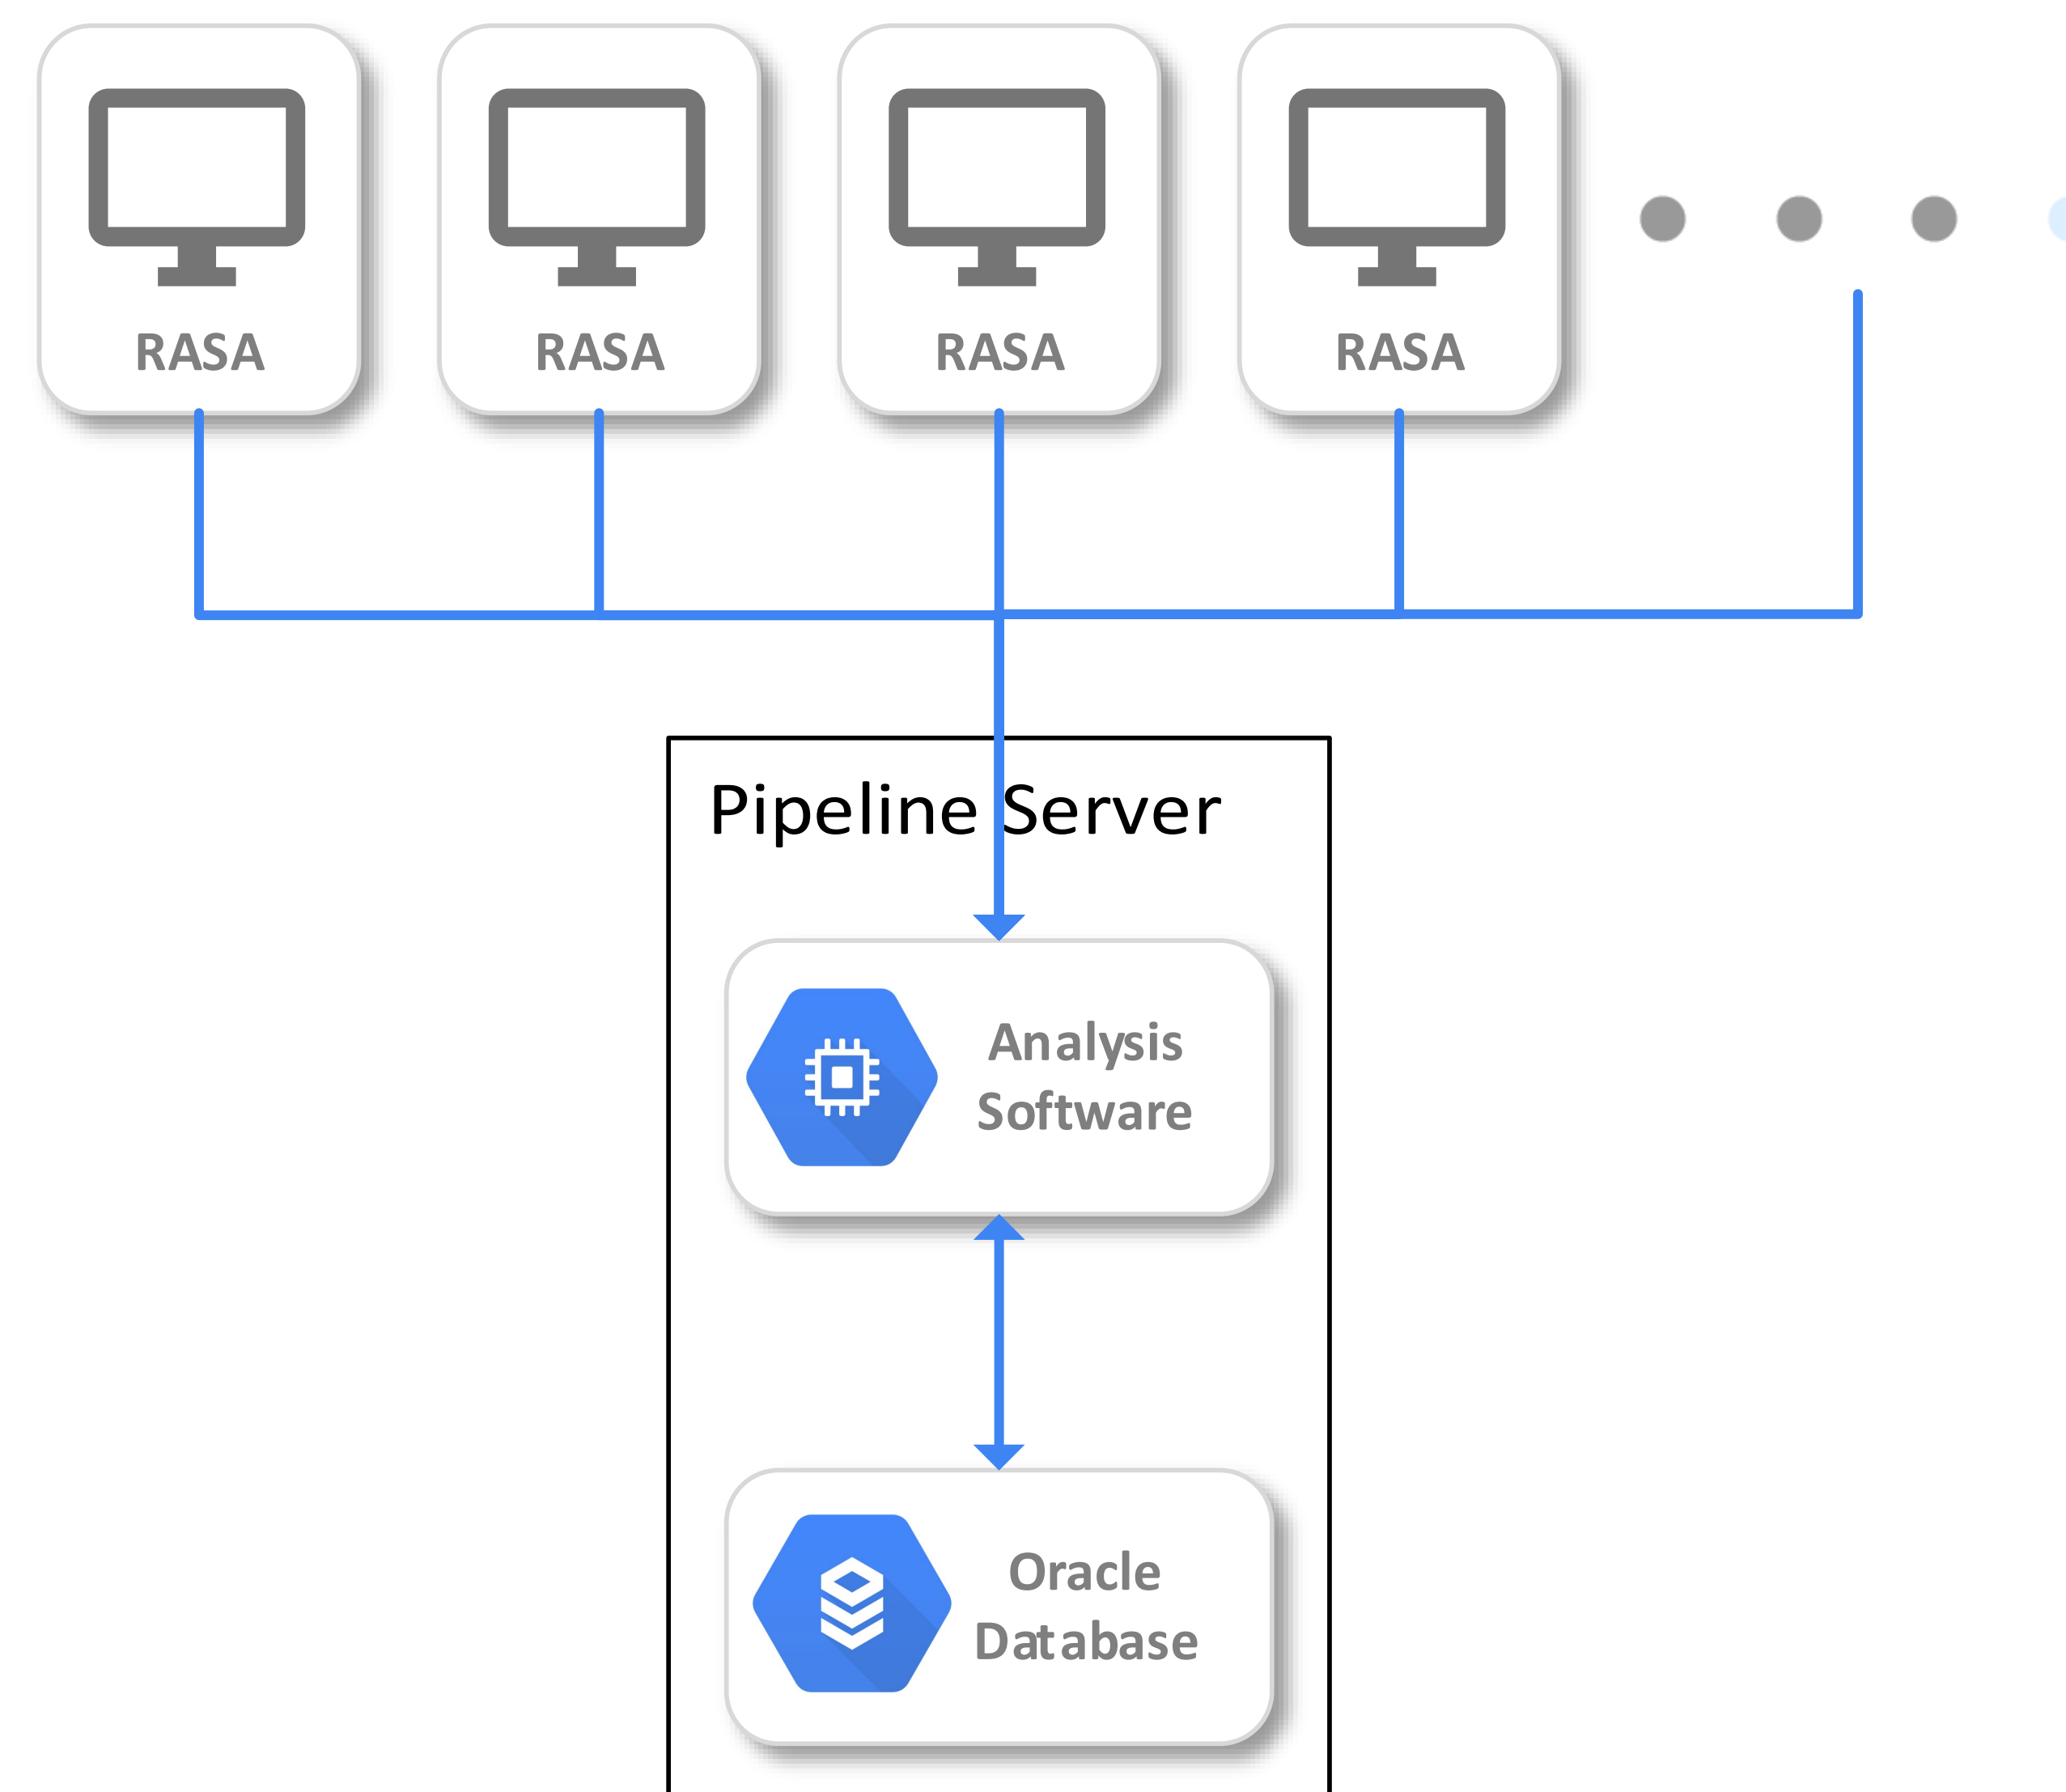 RASA
RASA
RASA
RASA
Pipeline Server
Analysis
Software
Oracle
Database